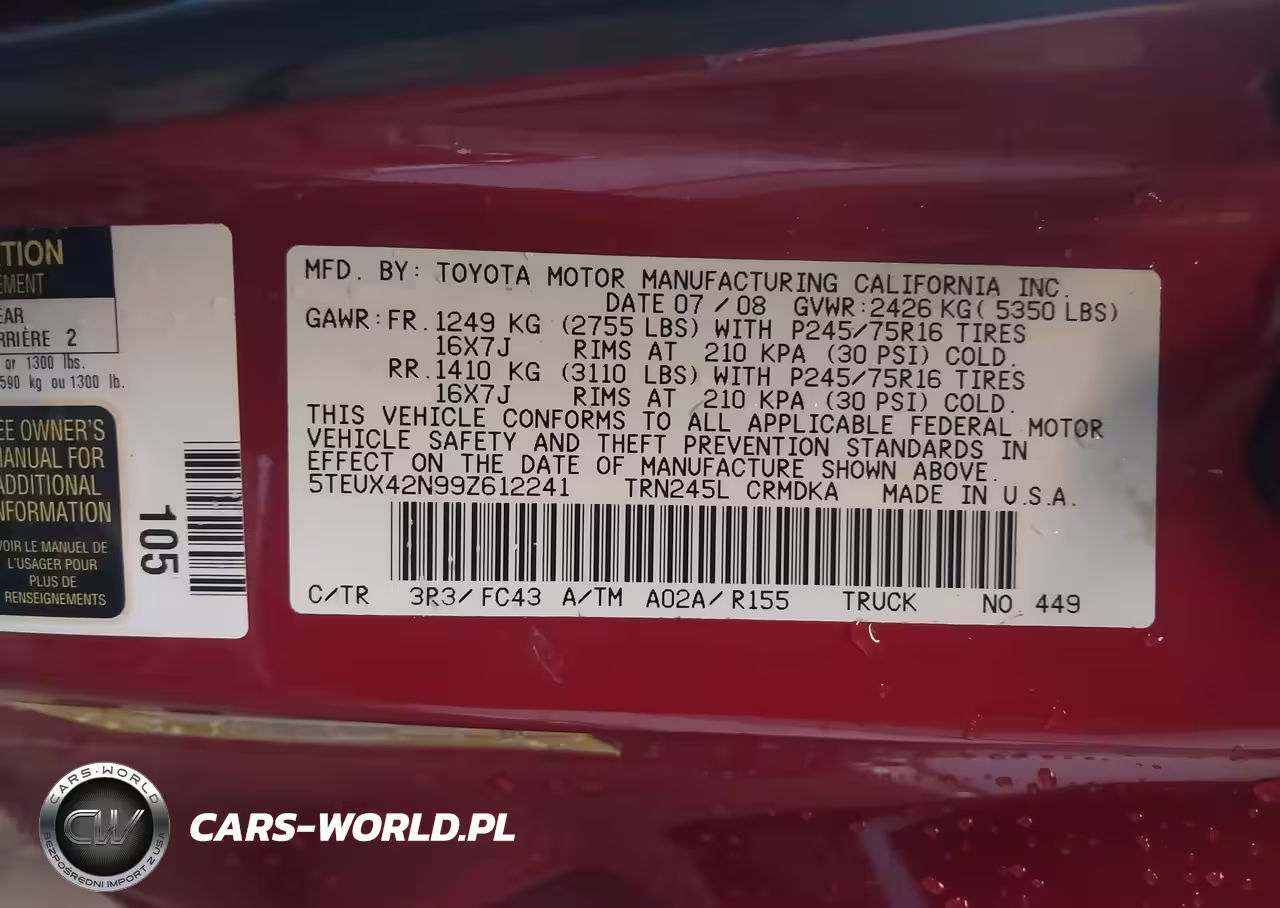 TION
EMENT
EAR
RRIÈRE 2
or 1300 lbs.
590 kg ou 1300 lb.
EE OWNER'S
MANUAL FOR
ADDITIONAL
NFORMATION
VOIR LE MANUEL DE
L'USAGER POUR
PLUS DE
RENSEIGNEMENTS
105
MFD. BY: TOYOTA MOTOR MANUFACTURING CALIFORNIA INC.
DATE 07 / 08 GVWR:2426 KG( 5350 LBS)
GAWR:FR.1249 KG (2755 LBS) WITH P245/75R16 TIRES
16X7J RIMS AT 210 KPA (30 PSI) COLD.
RR.1410 KG (3110 LBS) WITH P245/75R16 TIRES
16X7J RIMS AT 210 KPA (30 PSI) COLD.
THIS VEHICLE CONFORMS TO ALL APPLICABLE FEDERAL MOTOR
VEHICLE SAFETY AND THEFT PREVENTION STANDARDS IN
EFFECT ON THE DATE OF MANUFACTURE SHOWN ABOVE.
5TEUX42N99Z612241 TRN245L CRMDKA MADE IN U.S.A.
C/TR 3R3/FC43 A/TM A02A/R155 TRUCK NO. 449
CARS-WORLD
CW
BEZPOŚREDNI IMPORT Z USA
CARS-WORLD.PL